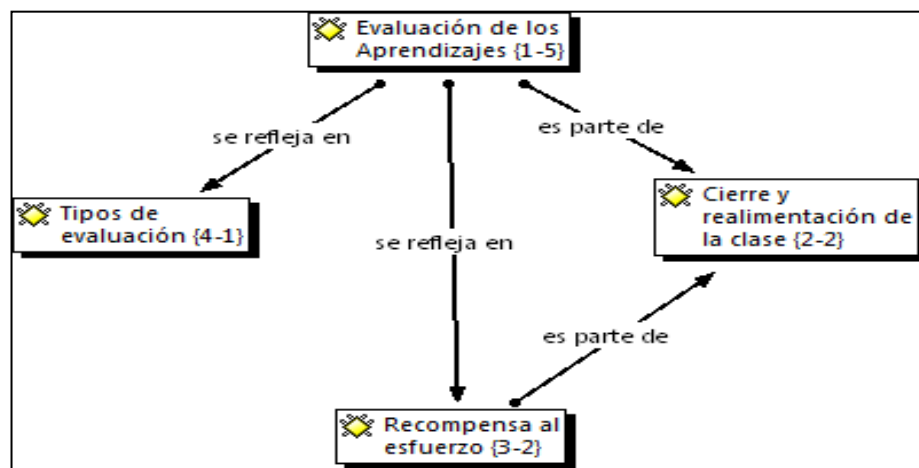 Evaluación de los
Aprendizajes {1-5}
se refleja en
es parte de
Tipos de
evaluación {4-1}
Cierre y
realimentación de
la clase {2-2}
se refleja en
es parte de
Recompensa al
esfuerzo {3-2}